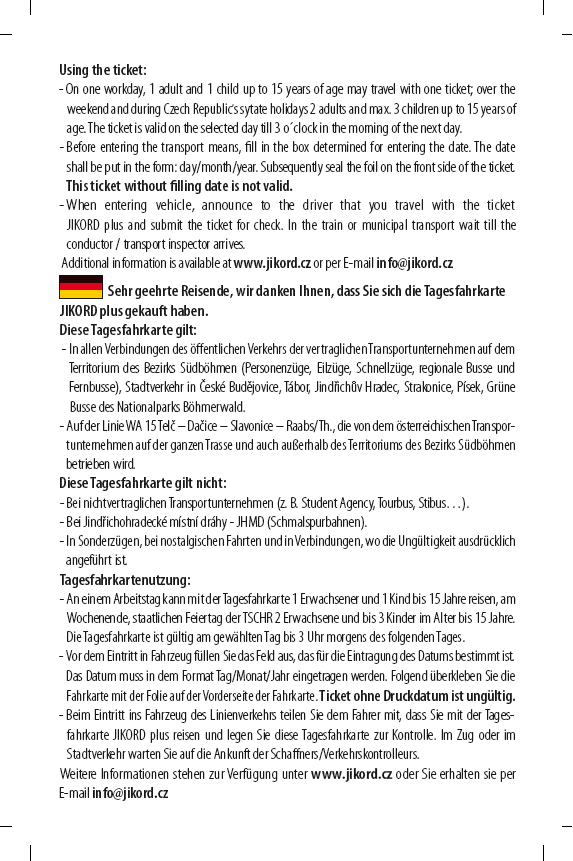 Using the ticket:
- On one workday, 1 adult and 1 child up to 15 years of age may travel with one ticket; over the
weekend and during Czech Republic's sytate holidays 2 adults and max. 3 children up to 15 years of
age. The ticket is valid on the selected day till 3 o´clock in the morning of the next day.
- Before entering the transport means, fill in the box determined for entering the date. The date
shall be put in the form: day/month/year. Subsequently seal the foil on the front side of the ticket.
This ticket without filling date is not valid.
- When entering vehicle, announce to the driver that you travel with the ticket
JIKORD plus and submit the ticket for check. In the train or municipal transport wait till the
conductor / transport inspector arrives.
Additional information is available at www.jikord.cz or per E-mail info@jikord.cz
Sehr geehrte Reisende, wir danken Ihnen, dass Sie sich die Tagesfahrkarte
JIKORD plus gekauft haben.
Diese Tagesfahrkarte gilt:
- In allen Verbindungen des öffentlichen Verkehrs der vertraglichen Transportunternehmen auf dem
Territorium des Bezirks Südböhmen (Personenzüge, Eilzüge, Schnellzüge, regionale Busse und
Fernbusse), Stadtverkehr in České Budějovice, Tábor, Jindřichův Hradec, Strakonice, Písek, Grüne
Busse des Nationalparks Böhmerwald.
- Auf der Linie WA 15 Telč – Dačice – Slavonice – Raabs/Th., die von dem österreichischen Transpor-
tunternehmen auf der ganzen Trasse und auch außerhalb des Territoriums des Bezirks Südböhmen
betrieben wird.
Diese Tagesfahrkarte gilt nicht:
- Bei nichtvertraglichen Transportunternehmen (z. B. Student Agency, Tourbus, Stibus…).
- Bei Jindřichohradecké místní dráhy - JHMD (Schmalspurbahnen).
- In Sonderzügen, bei nostalgischen Fahrten und in Verbindungen, wo die Ungültigkeit ausdrücklich
angeführt ist.
Tagesfahrkartenutzung:
- An einem Arbeitstag kann mit der Tagesfahrkarte 1 Erwachsener und 1 Kind bis 15 Jahre reisen, am
Wochenende, staatlichen Feiertag der TSCHR 2 Erwachsene und bis 3 Kinder im Alter bis 15 Jahre.
Die Tagesfahrkarte ist gültig am gewählten Tag bis 3 Uhr morgens des folgenden Tages.
- Vor dem Eintritt in Fahrzeug füllen Sie das Feld aus, das für die Eintragung des Datums bestimmt ist.
Das Datum muss in dem Format Tag/Monat/Jahr eingetragen werden. Folgend überkleben Sie die
Fahrkarte mit der Folie auf der Vorderseite der Fahrkarte. Ticket ohne Druckdatum ist ungültig.
- Beim Eintritt ins Fahrzeug des Linienverkehrs teilen Sie dem Fahrer mit, dass Sie mit der Tages-
fahrkarte JIKORD plus reisen und legen Sie diese Tagesfahrkarte zur Kontrolle. Im Zug oder im
Stadtverkehr warten Sie auf die Ankunft der Schaffners/Verkehrskontrolleurs.
Weitere Informationen stehen zur Verfügung unter www.jikord.cz oder Sie erhalten sie per
E-mail info@jikord.cz